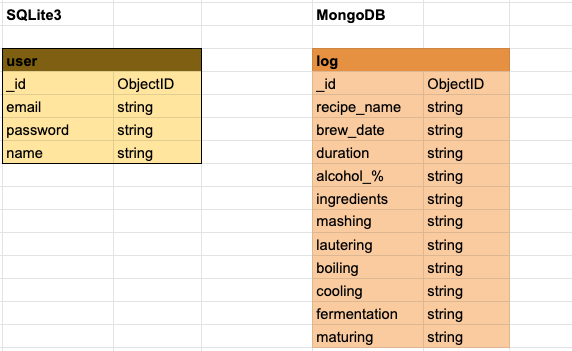 SQLite3 MongoDB
user log
_id ObjectID _id ObjectID
email string recipe_name string
password string brew_date string
name string duration string
alcohol_% string
ingredients string
mashing string
lautering string
boiling string
cooling string
fermentation string
maturing string